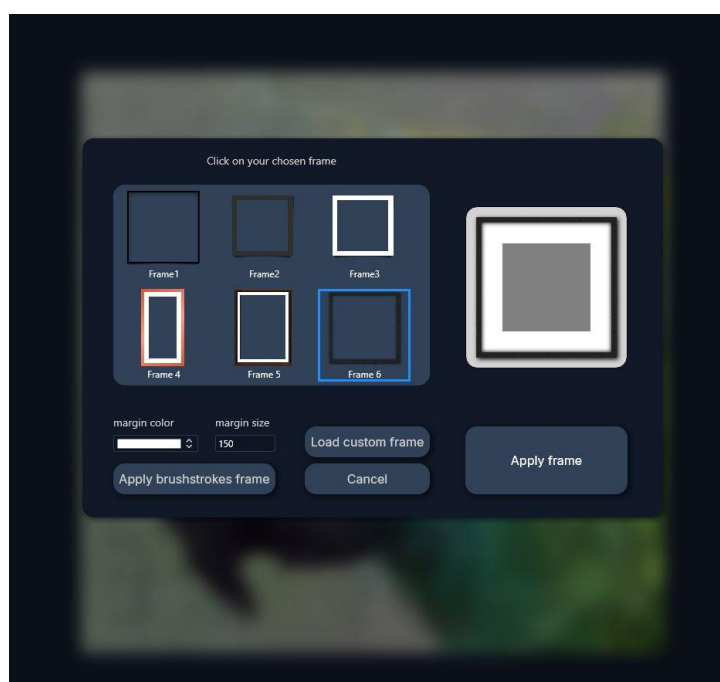 Click on your chosen frame
Frame1 Frame2 Frame3
Frame 4 Frame 5 Frame 6
margin color margin size
150
Load custom frame
Apply brushstrokes frame
Cancel
Apply frame